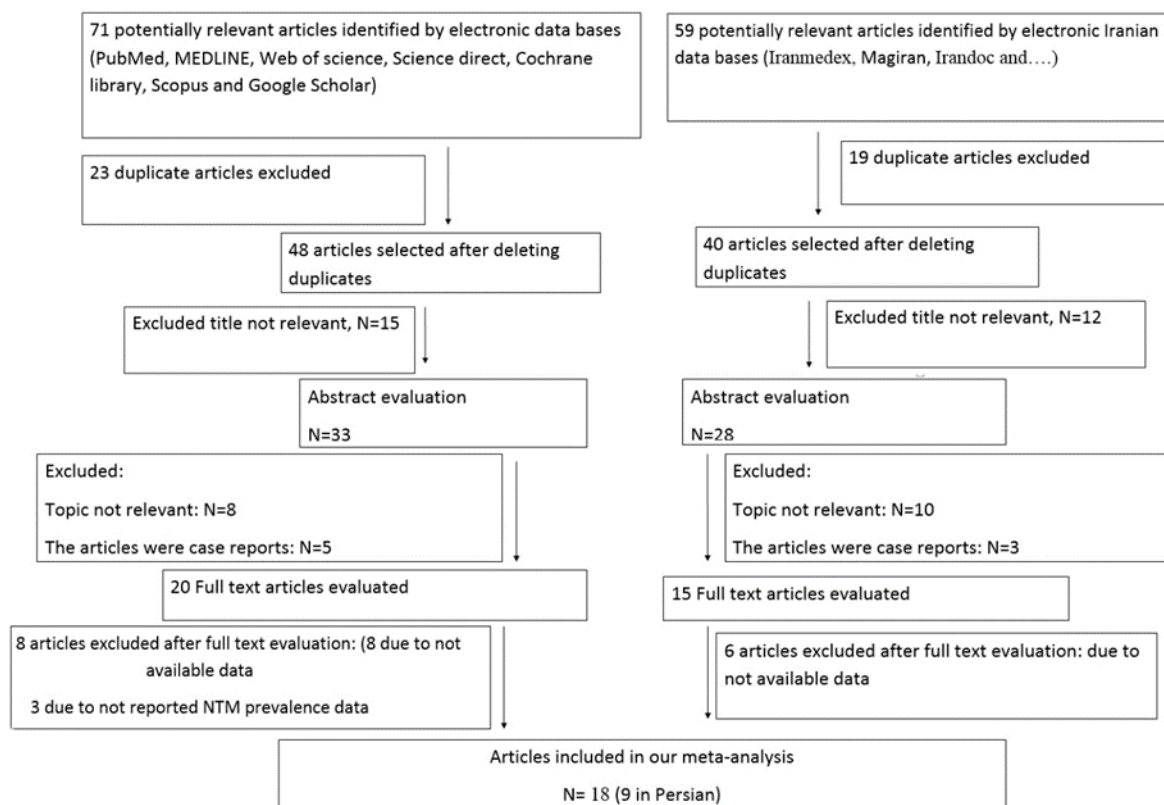 71 potentially relevant articles identified by electronic data bases
(PubMed, MEDLINE, Web of science, Science direct, Cochrane
library, Scopus and Google Scholar)
59 potentially relevant articles identified by electronic Iranian
data bases (Iranmedex, Magiran, Irandoc and….)
23 duplicate articles excluded
19 duplicate articles excluded
48 articles selected after deleting
duplicates
40 articles selected after deleting
duplicates
Excluded title not relevant, N=15
Excluded title not relevant, N=12
Abstract evaluation
N=33
Abstract evaluation
N=28
Excluded:
Topic not relevant: N=8
The articles were case reports: N=5
Excluded:
Topic not relevant: N=10
The articles were case reports: N=3
20 Full text articles evaluated
15 Full text articles evaluated
8 articles excluded after full text evaluation: (8 due to not
available data
3 due to not reported NTM prevalence data
6 articles excluded after full text evaluation: due to
not available data
Articles included in our meta-analysis
N= 18 (9 in Persian)